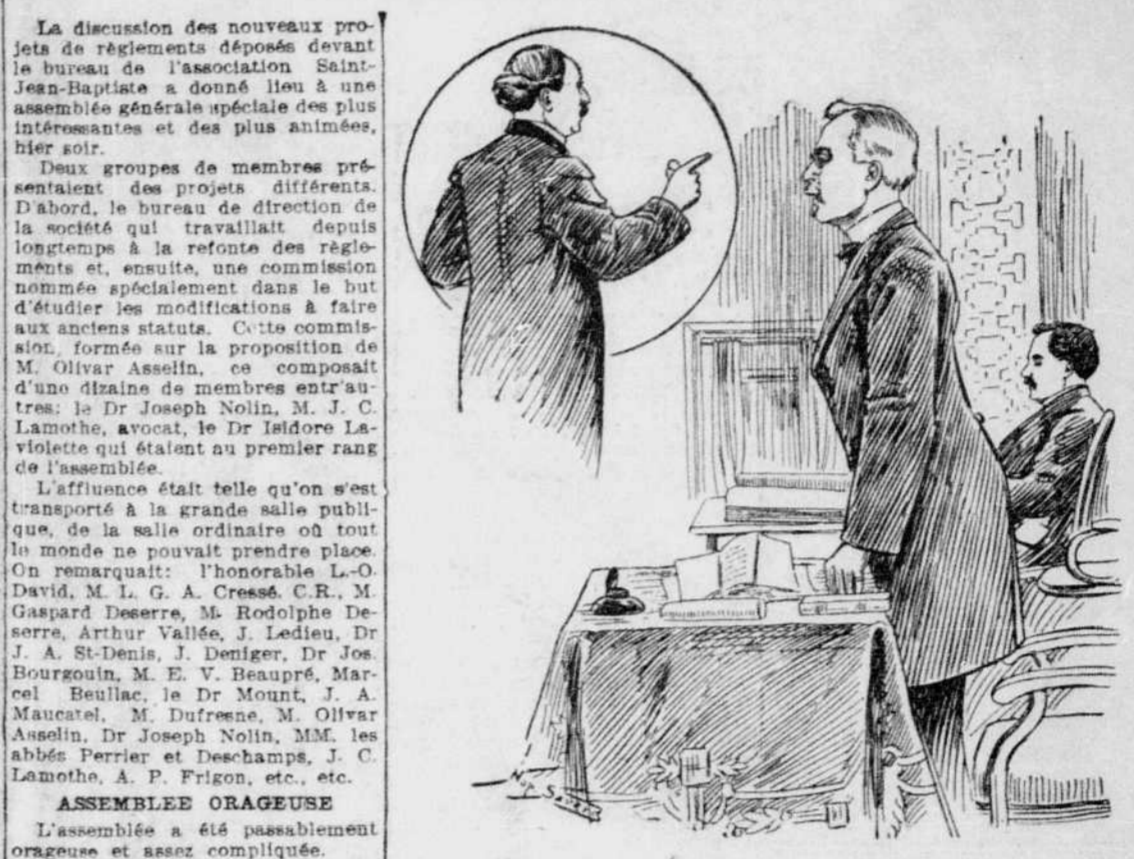 La discussion des nouveaux pro-
jets de règlements déposés devant
le bureau de l'association Saint-
Jean-Baptiste a donné lieu à une
assemblée générale spéciale des plus
intéressantes et des plus animées,
hier soir.
Deux groupes de membres pré-
sentaient des projets différents.
D'abord, le bureau de direction de
la société qui travaillait depuis
longtemps à la refonte des règle-
ments et, ensuite, une commission
nommée spécialement dans le but
d'étudier les modifications à faire
aux anciens statuts. Cette commis-
sion, formée sur la proposition de
M. Olivar Asselin, ce composait
d'une dizaine de membres entr'au-
tres: le Dr Joseph Nolin, M. J. C.
Lamothe, avocat, le Dr Isidore La-
violette qui étaient au premier rang
de l'assemblée.
L'affluence était telle qu'on s'est
transporté à la grande salle publi-
que, de la salle ordinaire où tout
le monde ne pouvait prendre place.
On remarquait: l'honorable L.-O.
David, M. L. G. A. Cressé, C.R., M.
Gaspard Deserre, M. Rodolphe De-
serre, Arthur Vallée, J. Ledieu, Dr
J. A. St-Denis, J. Deniger, Dr Jos.
Bourgouin, M. E. V. Beaupré, Mar-
cel Beullac, le Dr Mount, J. A.
Maucatel, M. Dufresne, M. Olivar
Asselin, Dr Joseph Nolin, MM. les
abbés Perrier et Deschamps, J. C.
Lamothe, A. P. Frigon, etc., etc.
ASSEMBLEE ORAGEUSE
L'assemblée a été passablement
orageuse et assez compliquée.